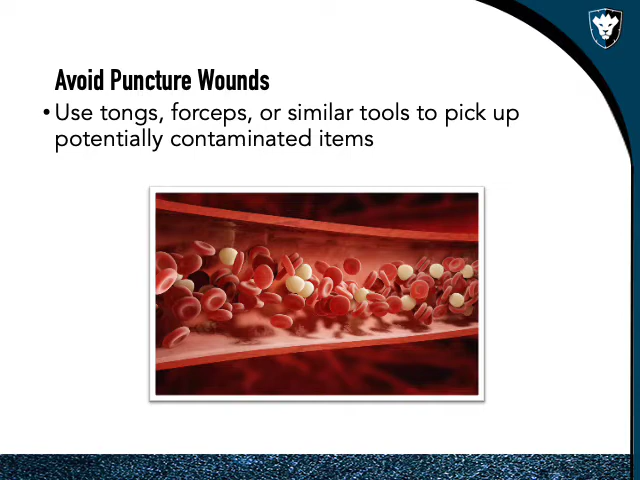 Avoid Puncture Wounds
• Use tongs, forceps, or similar tools to pick up
potentially contaminated items